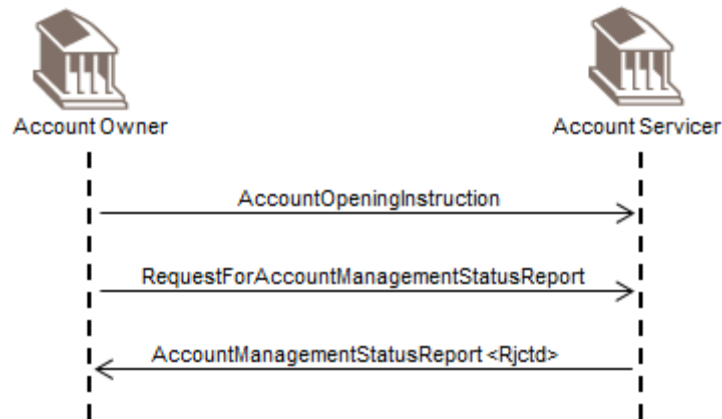 Account Owner
Account Servicer
AccountOpeningInstruction
RequestForAccountManagementStatusReport
AccountManagementStatusReport <Rjctd>